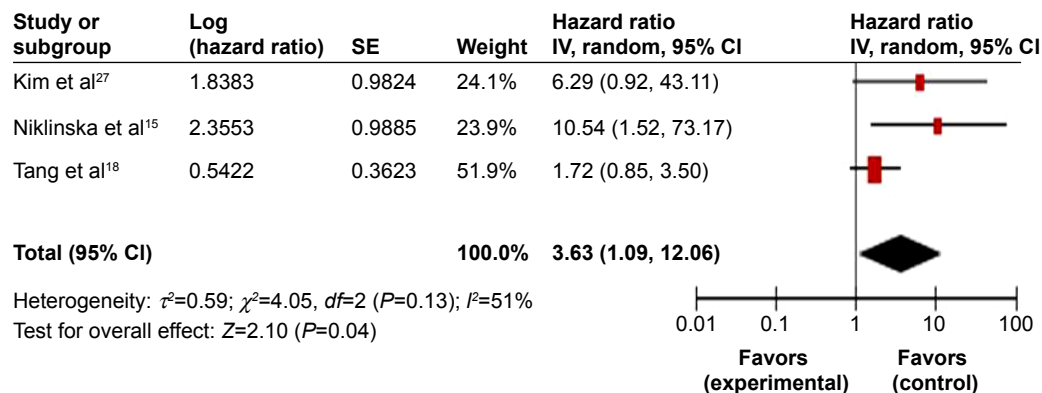 Study or subgroup Log (hazard ratio) SE Weight Hazard ratio IV, random, 95% CI Hazard ratio IV, random, 95% CI
Kim et al²⁷ 1.8383 0.9824 24.1% 6.29 (0.92, 43.11)
Niklinska et al¹⁵ 2.3553 0.9885 23.9% 10.54 (1.52, 73.17)
Tang et al¹⁸ 0.5422 0.3623 51.9% 1.72 (0.85, 3.50)
Total (95% CI) 100.0% 3.63 (1.09, 12.06)
Heterogeneity: τ²=0.59; χ²=4.05, df=2 (P=0.13); I²=51%
Test for overall effect: Z=2.10 (P=0.04)
0.01 0.1 1 10 100
Favors (experimental) Favors (control)